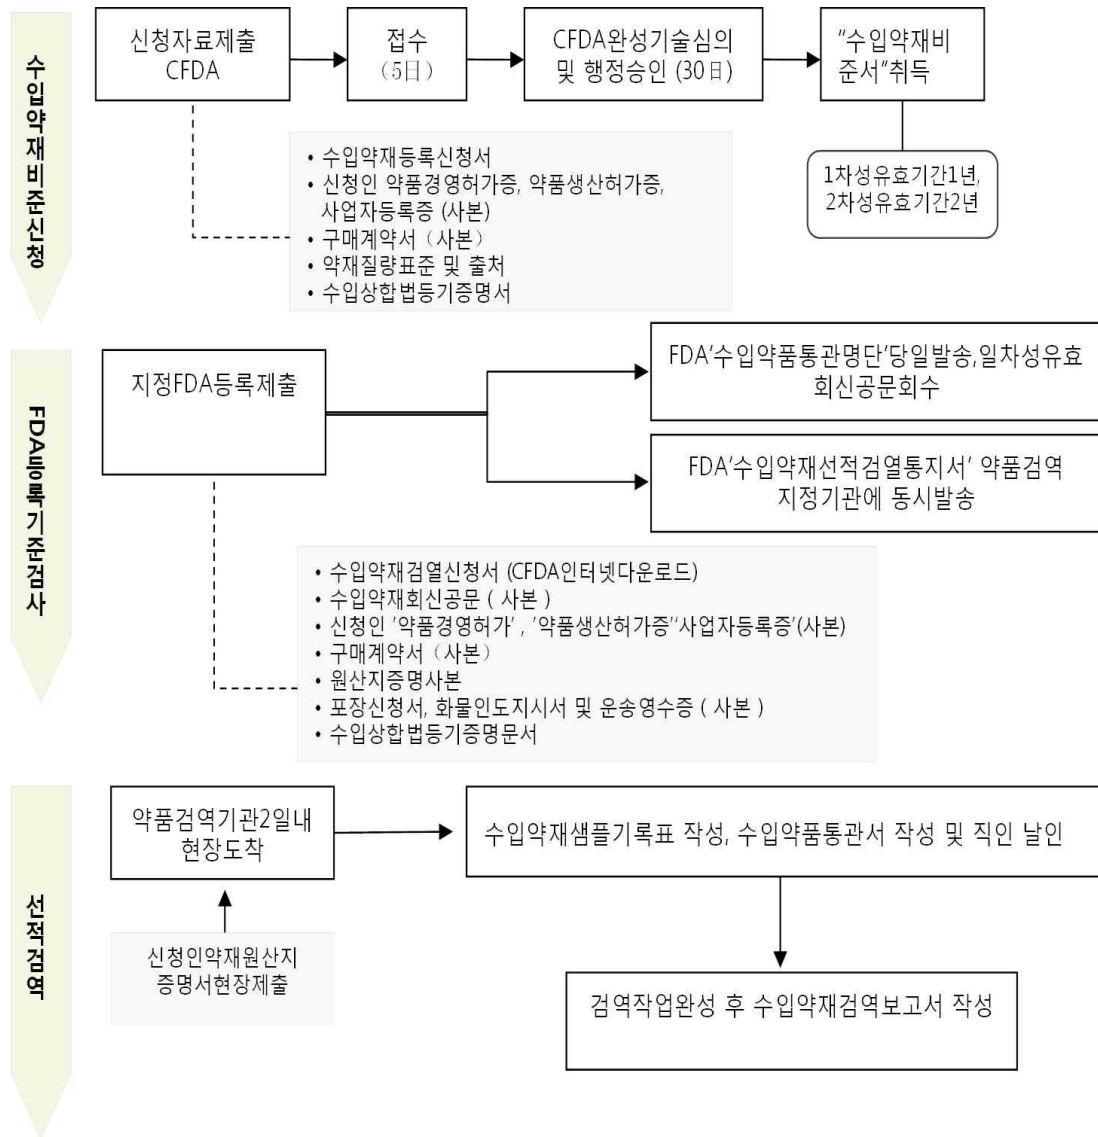 수입약재비준신청
신청자료제출
CFDA
접수
(5日)
CFDA완성기술심의
및 행정승인 (30日)
"수입약재비
준서"취득
1차성유효기간1년,
2차성유효기간2년
• 수입약재등록신청서
• 신청인 약품경영허가증, 약품생산허가증,
사업자등록증 (사본)
• 구매계약서 (사본)
• 약재질량표준 및 출처
• 수입상합법등기증명서
FDA등록기준검사
지정FDA등록제출
FDA'수입약품통관명단'당일발송,일차성유효
회신공문회수
FDA'수입약재선적검열통지서' 약품검역
지정기관에 동시발송
• 수입약재검열신청서 (CFDA인터넷다운로드)
• 수입약재회신공문 ( 사본 )
• 신청인 '약품경영허가' , '약품생산허가증''사업자등록증'(사본)
• 구매계약서 (사본)
• 원산지증명사본
• 포장신청서, 화물인도지시서 및 운송영수증 ( 사본 )
• 수입상합법등기증명문서
선적검역
약품검역기관2일내
현장도착
수입약재샘플기록표 작성, 수입약품통관서 작성 및 직인 날인
신청인약재원산지
증명서현장제출
검역작업완성 후 수입약재검역보고서 작성